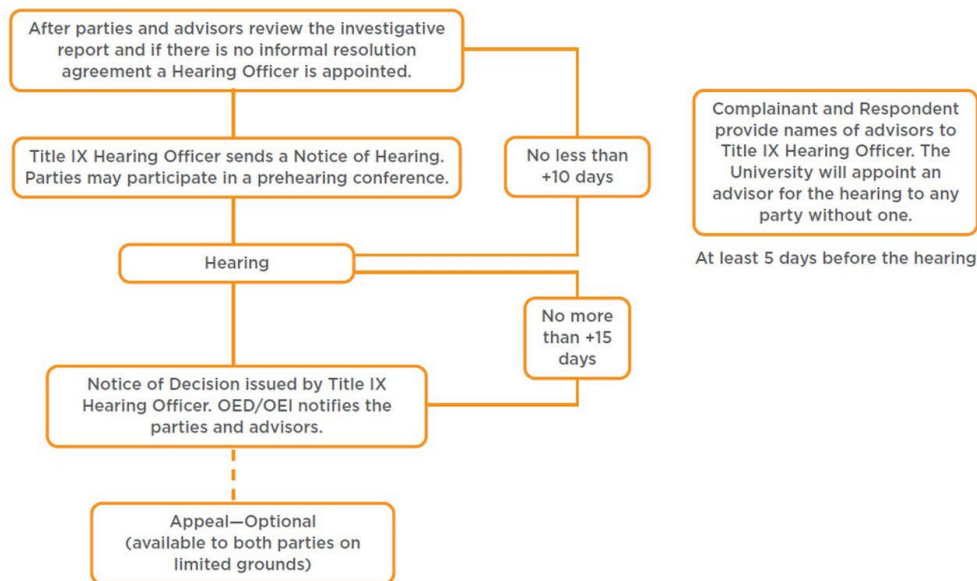 After parties and advisors review the investigative
report and if there is no informal resolution
agreement a Hearing Officer is appointed.
Title IX Hearing Officer sends a Notice of Hearing.
Parties may participate in a prehearing conference.
No less than
+10 days
Complainant and Respondent
provide names of advisors to
Title IX Hearing Officer. The
University will appoint an
advisor for the hearing to any
party without one.
At least 5 days before the hearing
Hearing
No more
than +15
days
Notice of Decision issued by Title IX
Hearing Officer. OED/OEI notifies the
parties and advisors.
Appeal—Optional
(available to both parties on
limited grounds)